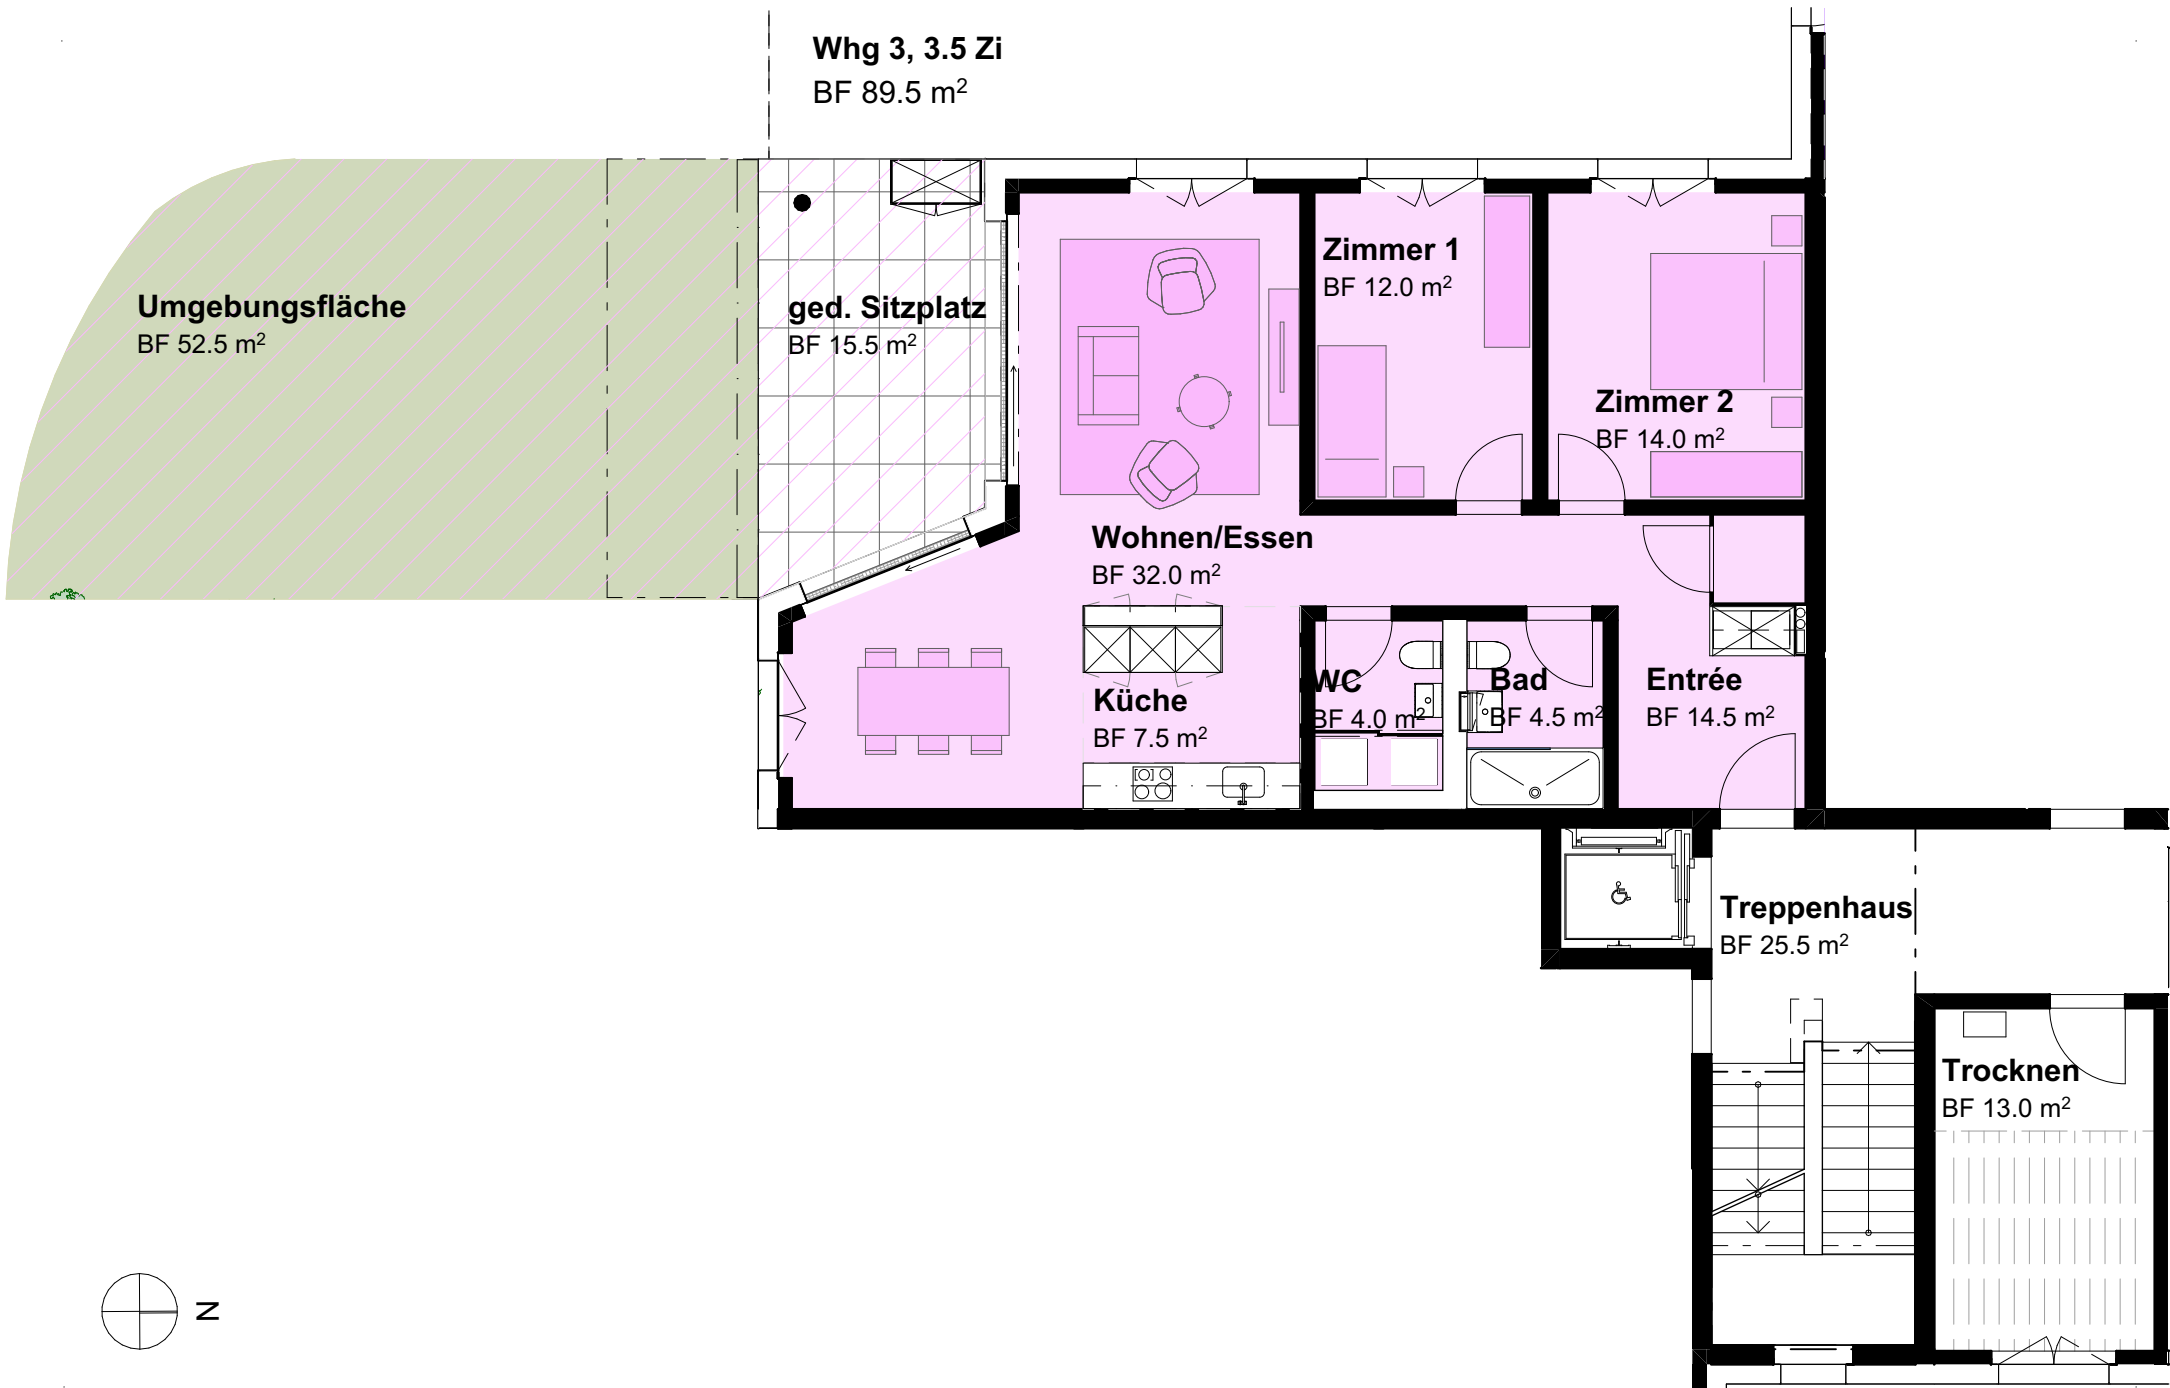 Whg 3, 3.5 Zi
BF 89.5 m²
Umgebungsfläche
BF 52.5 m²
ged. Sitzplatz
BF 15.5 m²
Zimmer 1
BF 12.0 m²
Zimmer 2
BF 14.0 m²
Wohnen/Essen
BF 32.0 m²
Küche
BF 7.5 m²
WC
BF 4.0 m²
Bad
BF 4.5 m²
Entrée
BF 14.5 m²
Treppenhaus
BF 25.5 m²
Trocknen
BF 13.0 m²
N